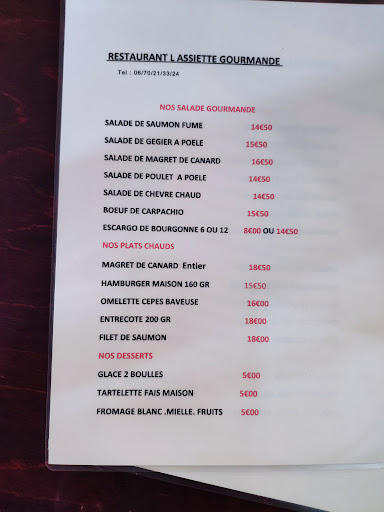 RESTAURANT L ASSIETTE GOURMANDE
Tel : 06/70/21/33/24
NOS SALADE GOURMANDE
SALADE DE SAUMON FUME 14€50
SALADE DE GEGIER A POELE 15€50
SALADE DE MAGRET DE CANARD 16€50
SALADE DE POULET A POELE 14€50
SALADE DE CHEVRE CHAUD 14€50
BOEUF DE CARPACHIO 15€50
ESCARGO DE BOURGONNE 6 OU 12 8€00 OU 14€50
NOS PLATS CHAUDS
MAGRET DE CANARD Entier 18€50
HAMBURGER MAISON 160 GR 15€50
OMELETTE CEPES BAVEUSE 16€00
ENTRECOTE 200 GR 18€00
FILET DE SAUMON 18€00
NOS DESSERTS
GLACE 2 BOULLES 5€00
TARTELETTE FAIS MAISON 5€00
FROMAGE BLANC .MIELLE. FRUITS 5€00